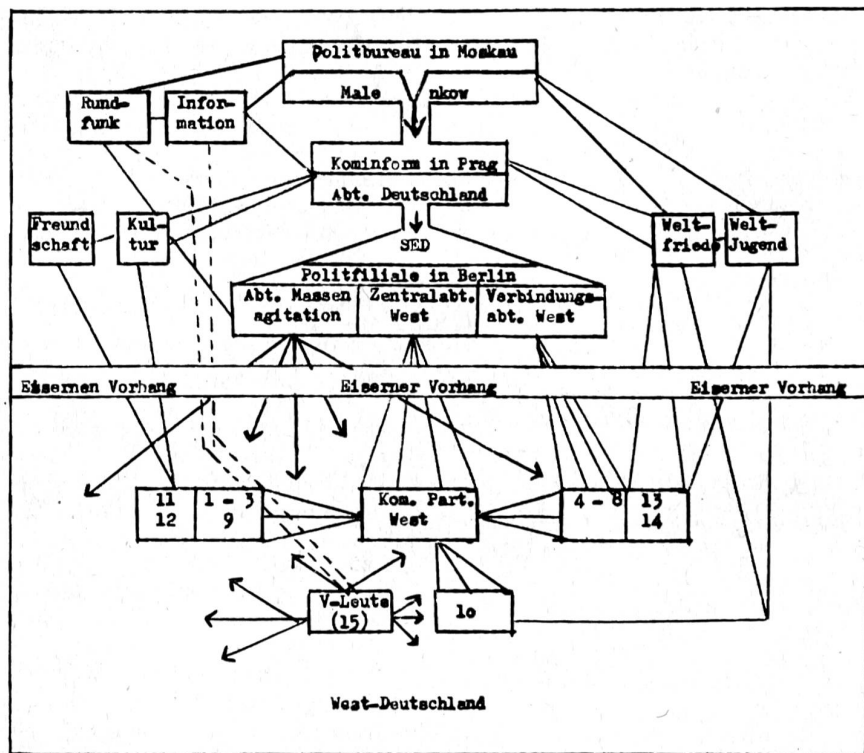 Politbureau in Moskau
Male nkow
Rund-
funk
Infor-
mation
Kominform in Prag
Abt. Deutschland
Freund
schaft
Kul-
tur
SED
Welt-
friede
Welt-
Jugend
Politfiliale in Berlin
Abt. Massen
agitation
Zentralabt.
West
Verbindungs-
abt. West
Eisernen Vorhang
Eiserner Vorhang
Eiserner Vorhang
11
12
1 - 3
9
Kom. Part.
West
4 - 8
13
14
V-Leute
(15)
lo
West-Deutschland